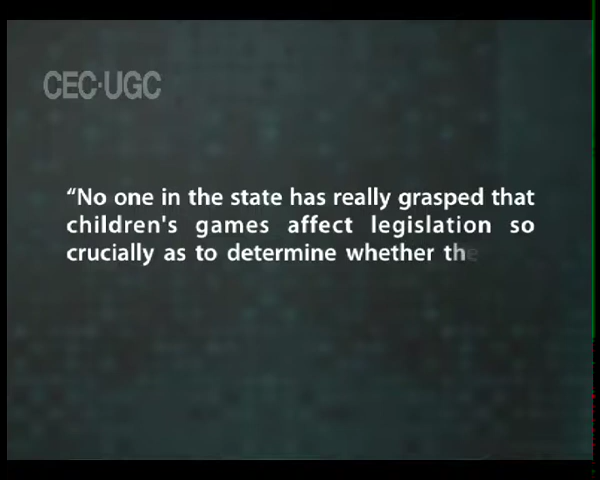 CEC-UGC
“No one in the state has really grasped that
children's games affect legislation so
crucially as to determine whether the